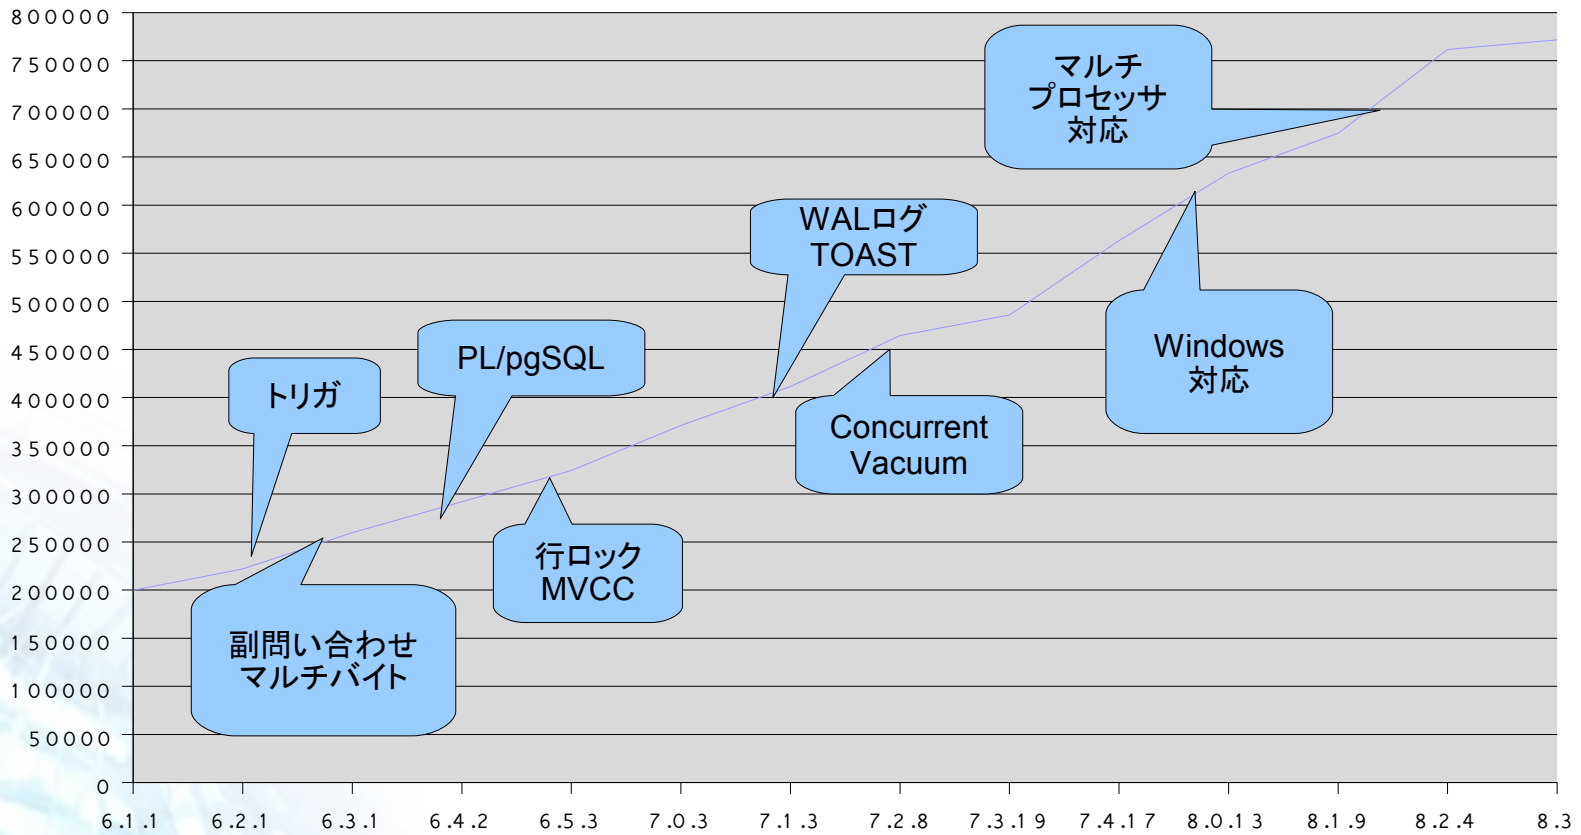 800000
750000
700000
650000
600000
550000
500000
450000
400000
350000
300000
250000
200000
150000
100000
50000
0
マルチ
プロセッサ
対応
WALログ
TOAST
PL/pgSQL
トリガ
Windows
対応
Concurrent
Vacuum
行ロック
MVCC
副問い合わせ
マルチバイト
6.1.1 6.2.1 6.3.1 6.4.2 6.5.3 7.0.3 7.1.3 7.2.8 7.3.19 7.4.17 8.0.13 8.1.9 8.2.4 8.3